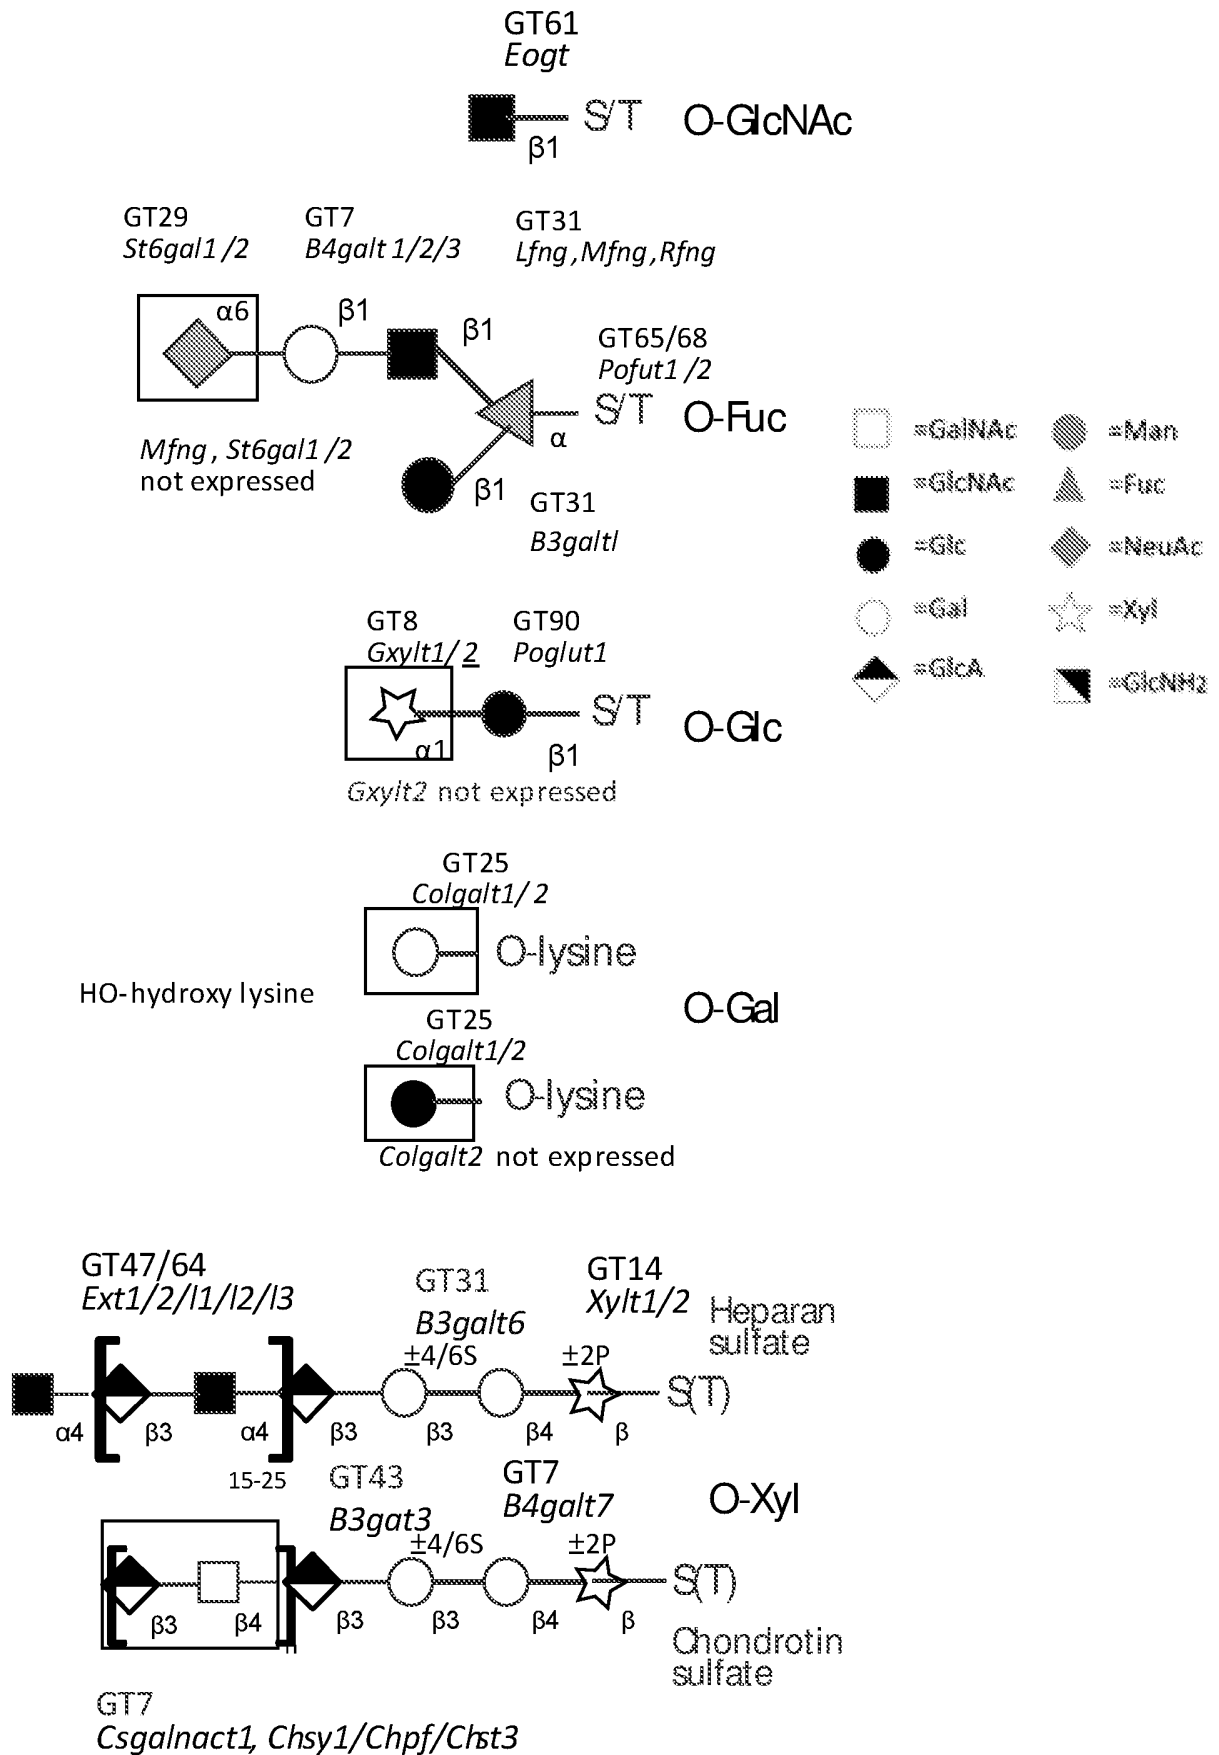 GT61
Eogt
S/T O-GlcNAc
β1
GT29 GT7 GT31
St6gal1/2 B4galt 1/2/3 Lfng,Mfng,Rfng
α6 β1 β1
GT65/68
Pofut1/2
S/T O-Fuc
α
Mfng, St6gal1/2
not expressed
β1
GT31
B3galtl
=GalNAc =Man
=GlcNAc =Fuc
=Glc =NeuAc
=Gal =Xyl
=GlcA =GlcNH2
GT8 GT90
Gxylt1/2 Poglut1
S/T O-Glc
α1 β1
Gxylt2 not expressed
GT25
Colgalt1/2
O-lysine
HO-hydroxy lysine
O-Gal
GT25
Colgalt1/2
O-lysine
Colgalt2 not expressed
GT47/64 GT31 GT14
Ext1/2/l1/l2/l3 B3galt6 Xylt1/2
Heparan
sulfate
±4/6S ±2P
S(T)
α4 β3 α4 β3 β3 β4 β
15-25
GT43 GT7
B3gat3 B4galt7
O-Xyl
±4/6S ±2P
S(T)
β3 β4 n β3 β3 β4 β
Chondrotin
sulfate
GT7
Csgalnact1, Chsy1/Chpf/Chst3